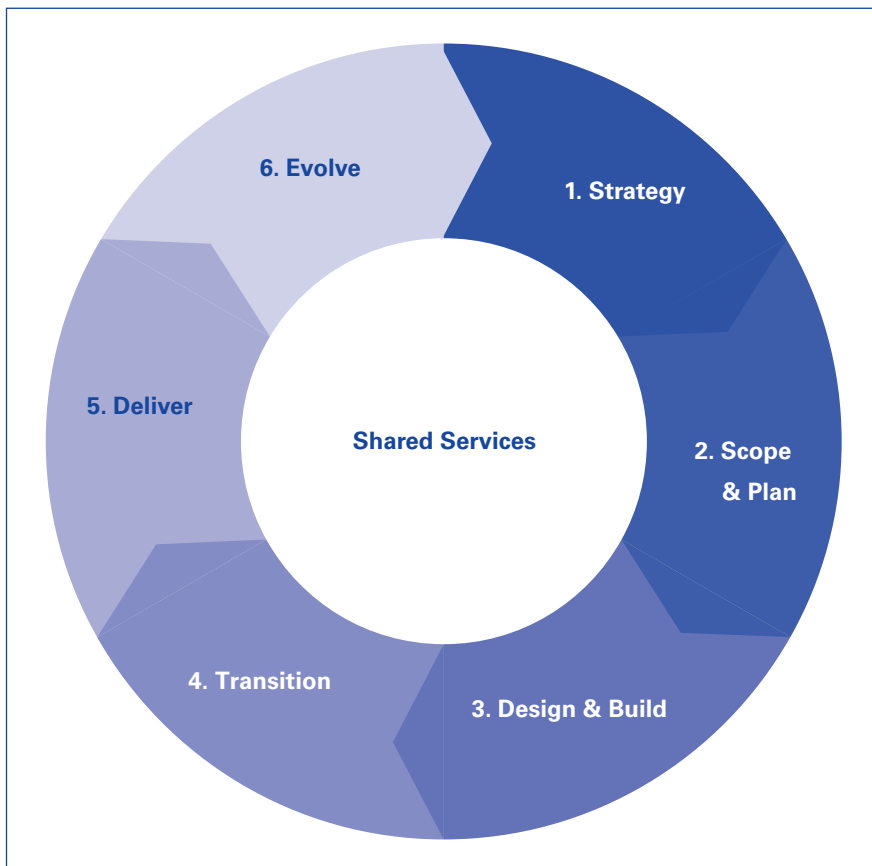 1. Strategy
2. Scope
& Plan
3. Design & Build
4. Transition
5. Deliver
6. Evolve
Shared Services